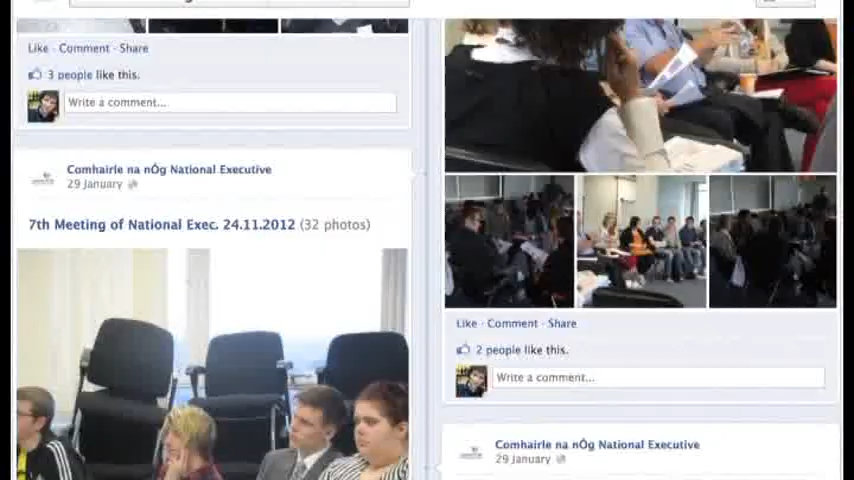 Like · Comment · Share
3 people like this.
Write a comment...
Comhairle na nÓg National Executive
29 January
7th Meeting of National Exec. 24.11.2012 (32 photos)
Like · Comment · Share
2 people like this.
Write a comment...
Comhairle na nÓg National Executive
29 January